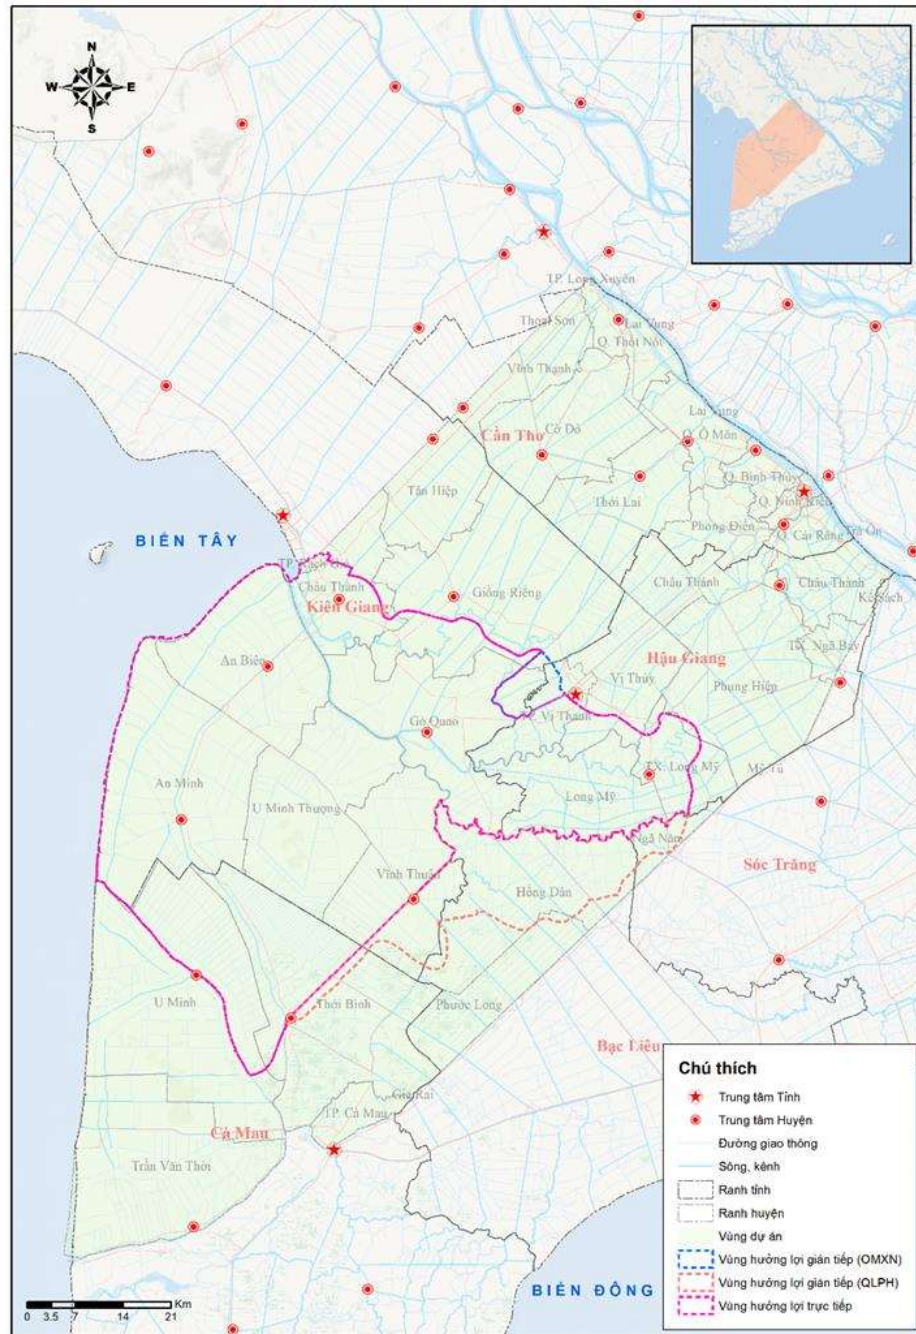 N
W E
S
TP. Long Xuyên
Thoại Sơn
Lai Vung
Q. Thốt Nốt
Vĩnh Thạnh
Lai Vung
Cần Thơ
Cờ Đỏ
Q. Ô Môn
Q. Bình Thủy
Tân Hiệp
Thới Lai
Q. Ninh Kiều
BIỂN TÂY
Phong Điền
Q. Cái Răng
Trà Ôn
Châu Thành
Kiên Giang
Giồng Riềng
Châu Thành
Châu Thành
Kế Sách
TX. Ngã Bảy
An Biên
Hậu Giang
Vị Thủy
Phụng Hiệp
Gò Quao
TP. Vị Thanh
An Minh
U Minh Thượng
TX. Long Mỹ
Mỹ Tú
Long Mỹ
Ngã Năm
Sóc Trăng
Vĩnh Thuận
Hồng Dân
U Minh
Thới Bình
Phước Long
Bạc Liêu
Giá Rai
TP. Cà Mau
Cà Mau
Trần Văn Thời
BIỂN ĐÔNG
Chú thích
Trung tâm Tỉnh
Trung tâm Huyện
Đường giao thông
Sông, kênh
Ranh tỉnh
Ranh huyện
Vùng dự án
Vùng hưởng lợi gián tiếp (OMXN)
Vùng hưởng lợi gián tiếp (QLPH)
Vùng hưởng lợi trực tiếp
Km
0 3.5 7 14 21